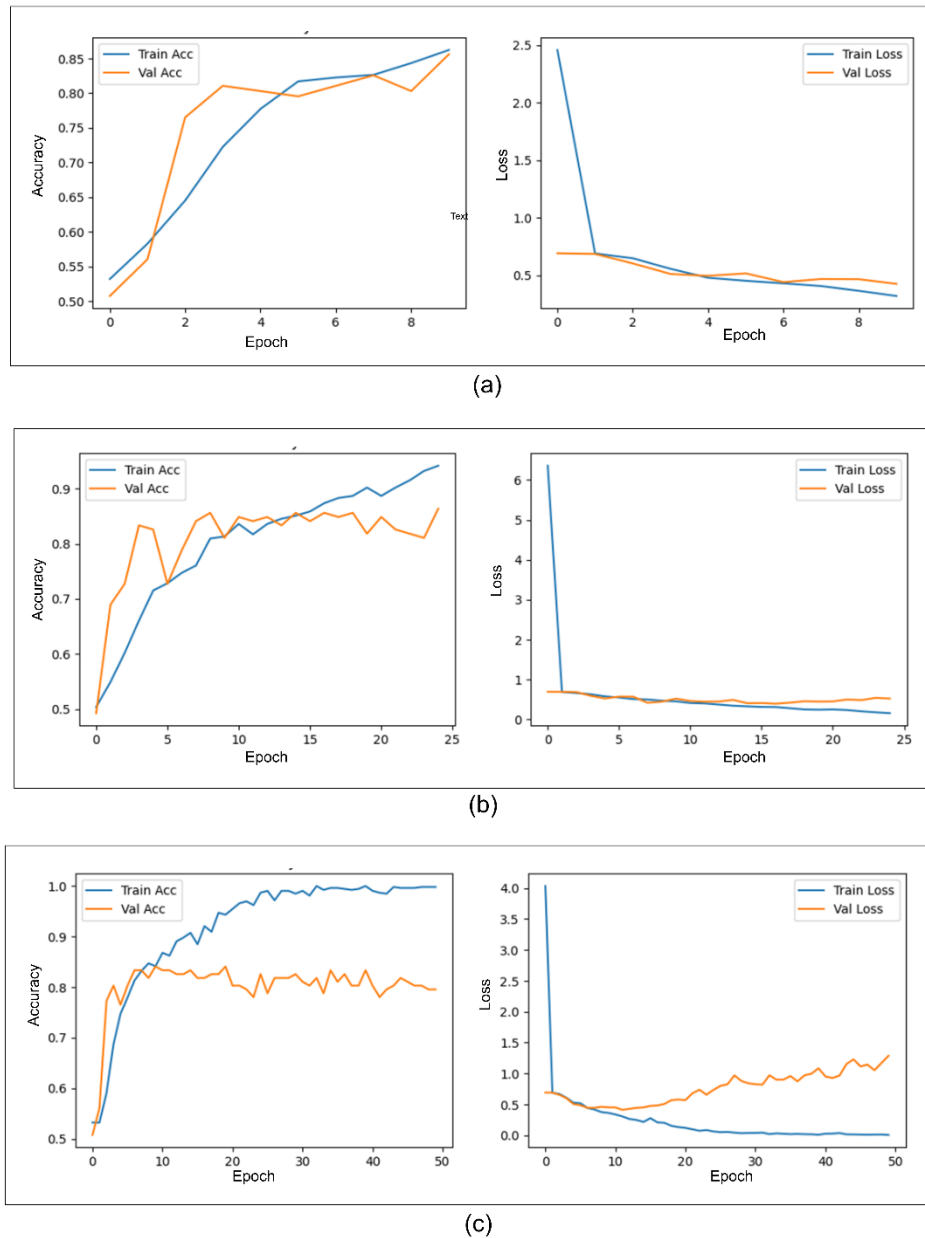 Train Acc
Val Acc
0.85
0.80
0.75
0.70
0.65
0.60
0.55
0.50
Accuracy
Text
0 2 4 6 8
Epoch
Train Loss
Val Loss
2.5
2.0
1.5
1.0
0.5
Loss
0 2 4 6 8
Epoch
(a)
Train Acc
Val Acc
0.9
0.8
0.7
0.6
0.5
Accuracy
0 5 10 15 20 25
Epoch
Train Loss
Val Loss
6
5
4
3
2
1
0
Loss
0 5 10 15 20 25
Epoch
(b)
Train Acc
Val Acc
1.0
0.9
0.8
0.7
0.6
0.5
Accuracy
0 10 20 30 40 50
Epoch
Train Loss
Val Loss
4.0
3.5
3.0
2.5
2.0
1.5
1.0
0.5
0.0
Loss
0 10 20 30 40 50
Epoch
(c)